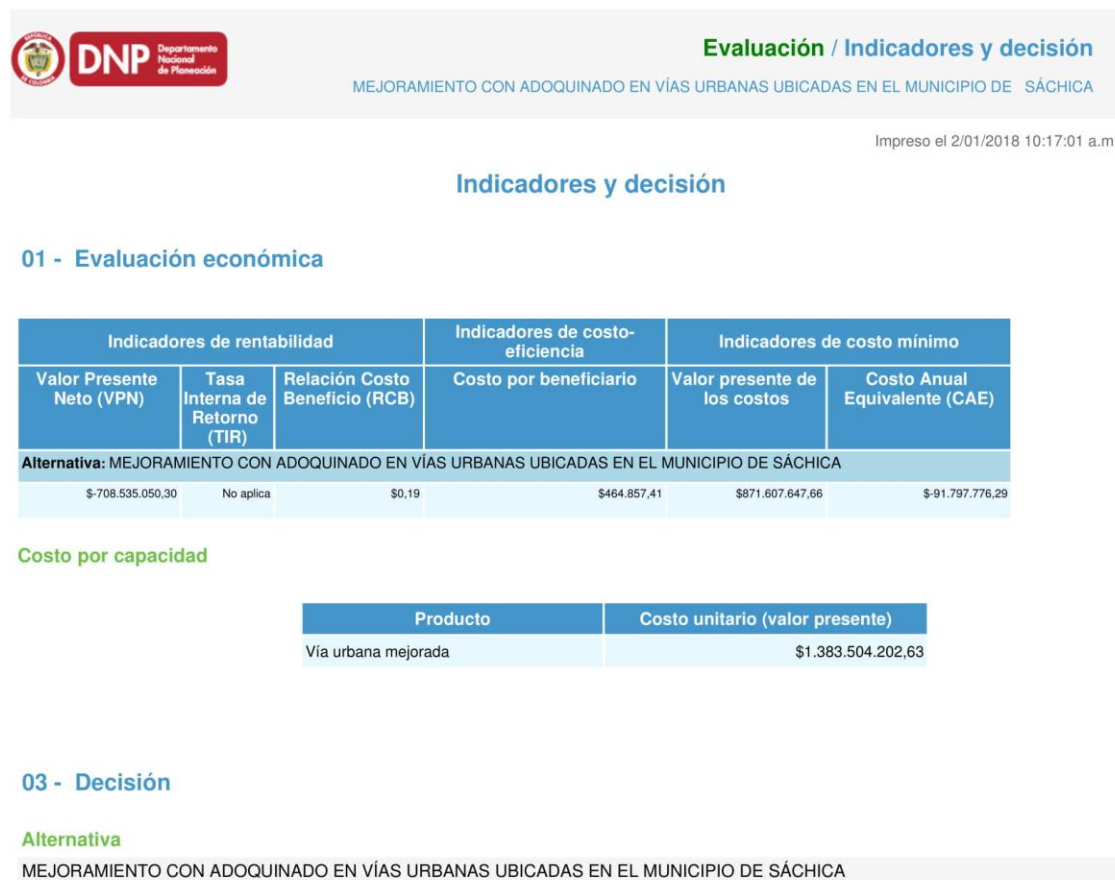 DNP Departamento
Nacional
de Planeación
REPÚBLICA
DE COLOMBIA
Evaluación / Indicadores y decisión
MEJORAMIENTO CON ADOQUINADO EN VÍAS URBANAS UBICADAS EN EL MUNICIPIO DE SÁCHICA
Impreso el 2/01/2018 10:17:01 a.m
Indicadores y decisión
01 - Evaluación económica
Indicadores de rentabilidad
Indicadores de costo-
eficiencia
Indicadores de costo mínimo
Valor Presente
Neto (VPN)
Tasa
Interna de
Retorno
(TIR)
Relación Costo
Beneficio (RCB)
Costo por beneficiario
Valor presente de
los costos
Costo Anual
Equivalente (CAE)
Alternativa: MEJORAMIENTO CON ADOQUINADO EN VÍAS URBANAS UBICADAS EN EL MUNICIPIO DE SÁCHICA
$-708.535.050,30 No aplica $0,19 $464.857,41 $871.607.647,66 $-91.797.776,29
Costo por capacidad
Producto Costo unitario (valor presente)
Vía urbana mejorada $1.383.504.202,63
03 - Decisión
Alternativa
MEJORAMIENTO CON ADOQUINADO EN VÍAS URBANAS UBICADAS EN EL MUNICIPIO DE SÁCHICA